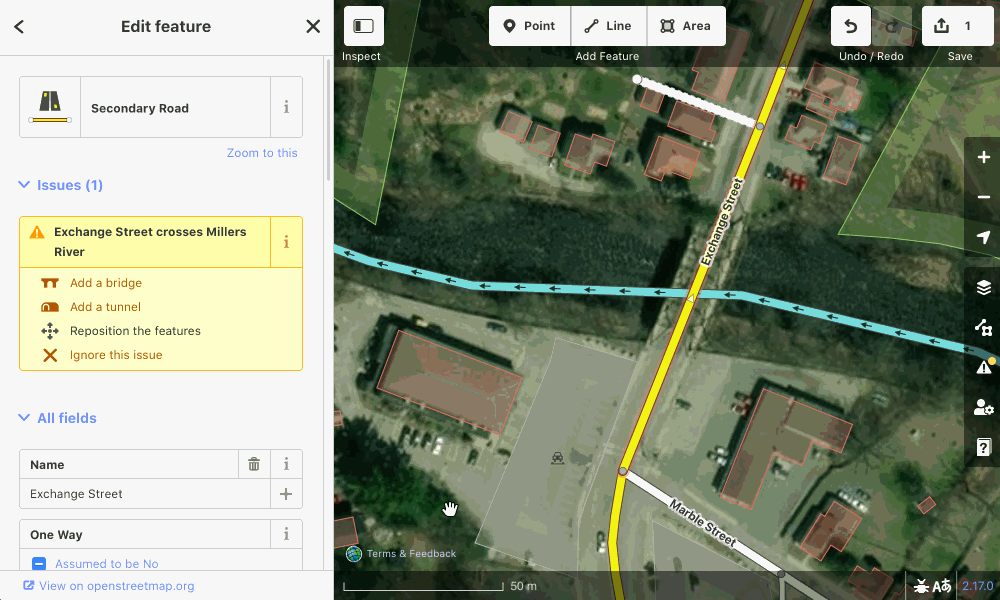 Edit feature
Inspect
Point
Line
Area
Add Feature
Undo / Redo
1
Save
Secondary Road
Zoom to this
Issues (1)
Exchange Street crosses Millers
River
Add a bridge
Add a tunnel
Reposition the features
Ignore this issue
All fields
Name
Exchange Street
One Way
Assumed to be No
View on openstreetmap.org
Exchange Street
Marble Street
Terms & Feedback
50 m
2.17.0